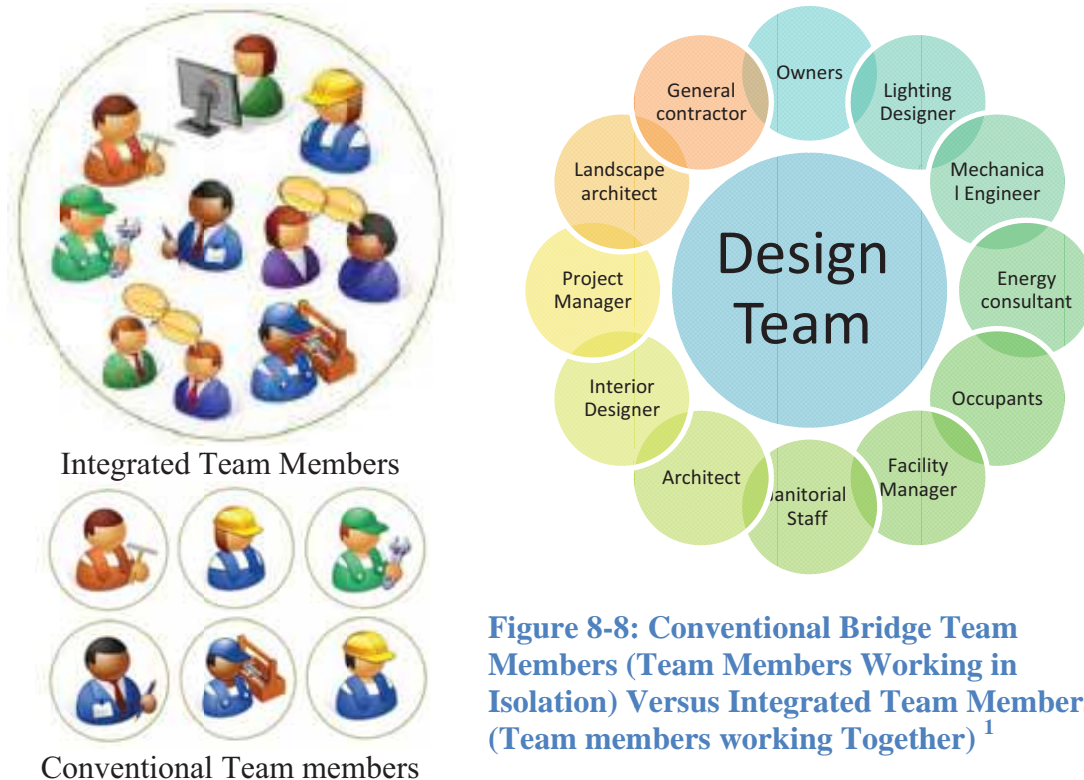 Integrated Team Members
Conventional Team members
Owners
Lighting
Designer
Mechanica
l Engineer
Energy
consultant
Occupants
Facility
Manager
Janitorial
Staff
Architect
Interior
Designer
Project
Manager
Landscape
architect
General
contractor
Design
Team
Figure 8-8: Conventional Bridge Team
Members (Team Members Working in
Isolation) Versus Integrated Team Member
(Team members working Together) 1